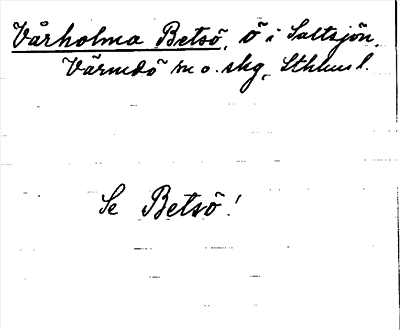 Vårholma Betsö, ö i Saltsjön,
Värmdö sn o. skg, Sthlms l.
Se Betsö!